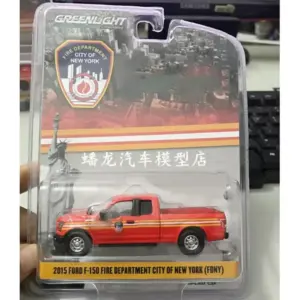 GREENLIGHT
FIRE DEPARTMENT
CITY OF
NEW YORK
蟠龙汽车模型店
2015 FORD F-150 FIRE DEPARTMENT CITY OF NEW YORK (FDNY)